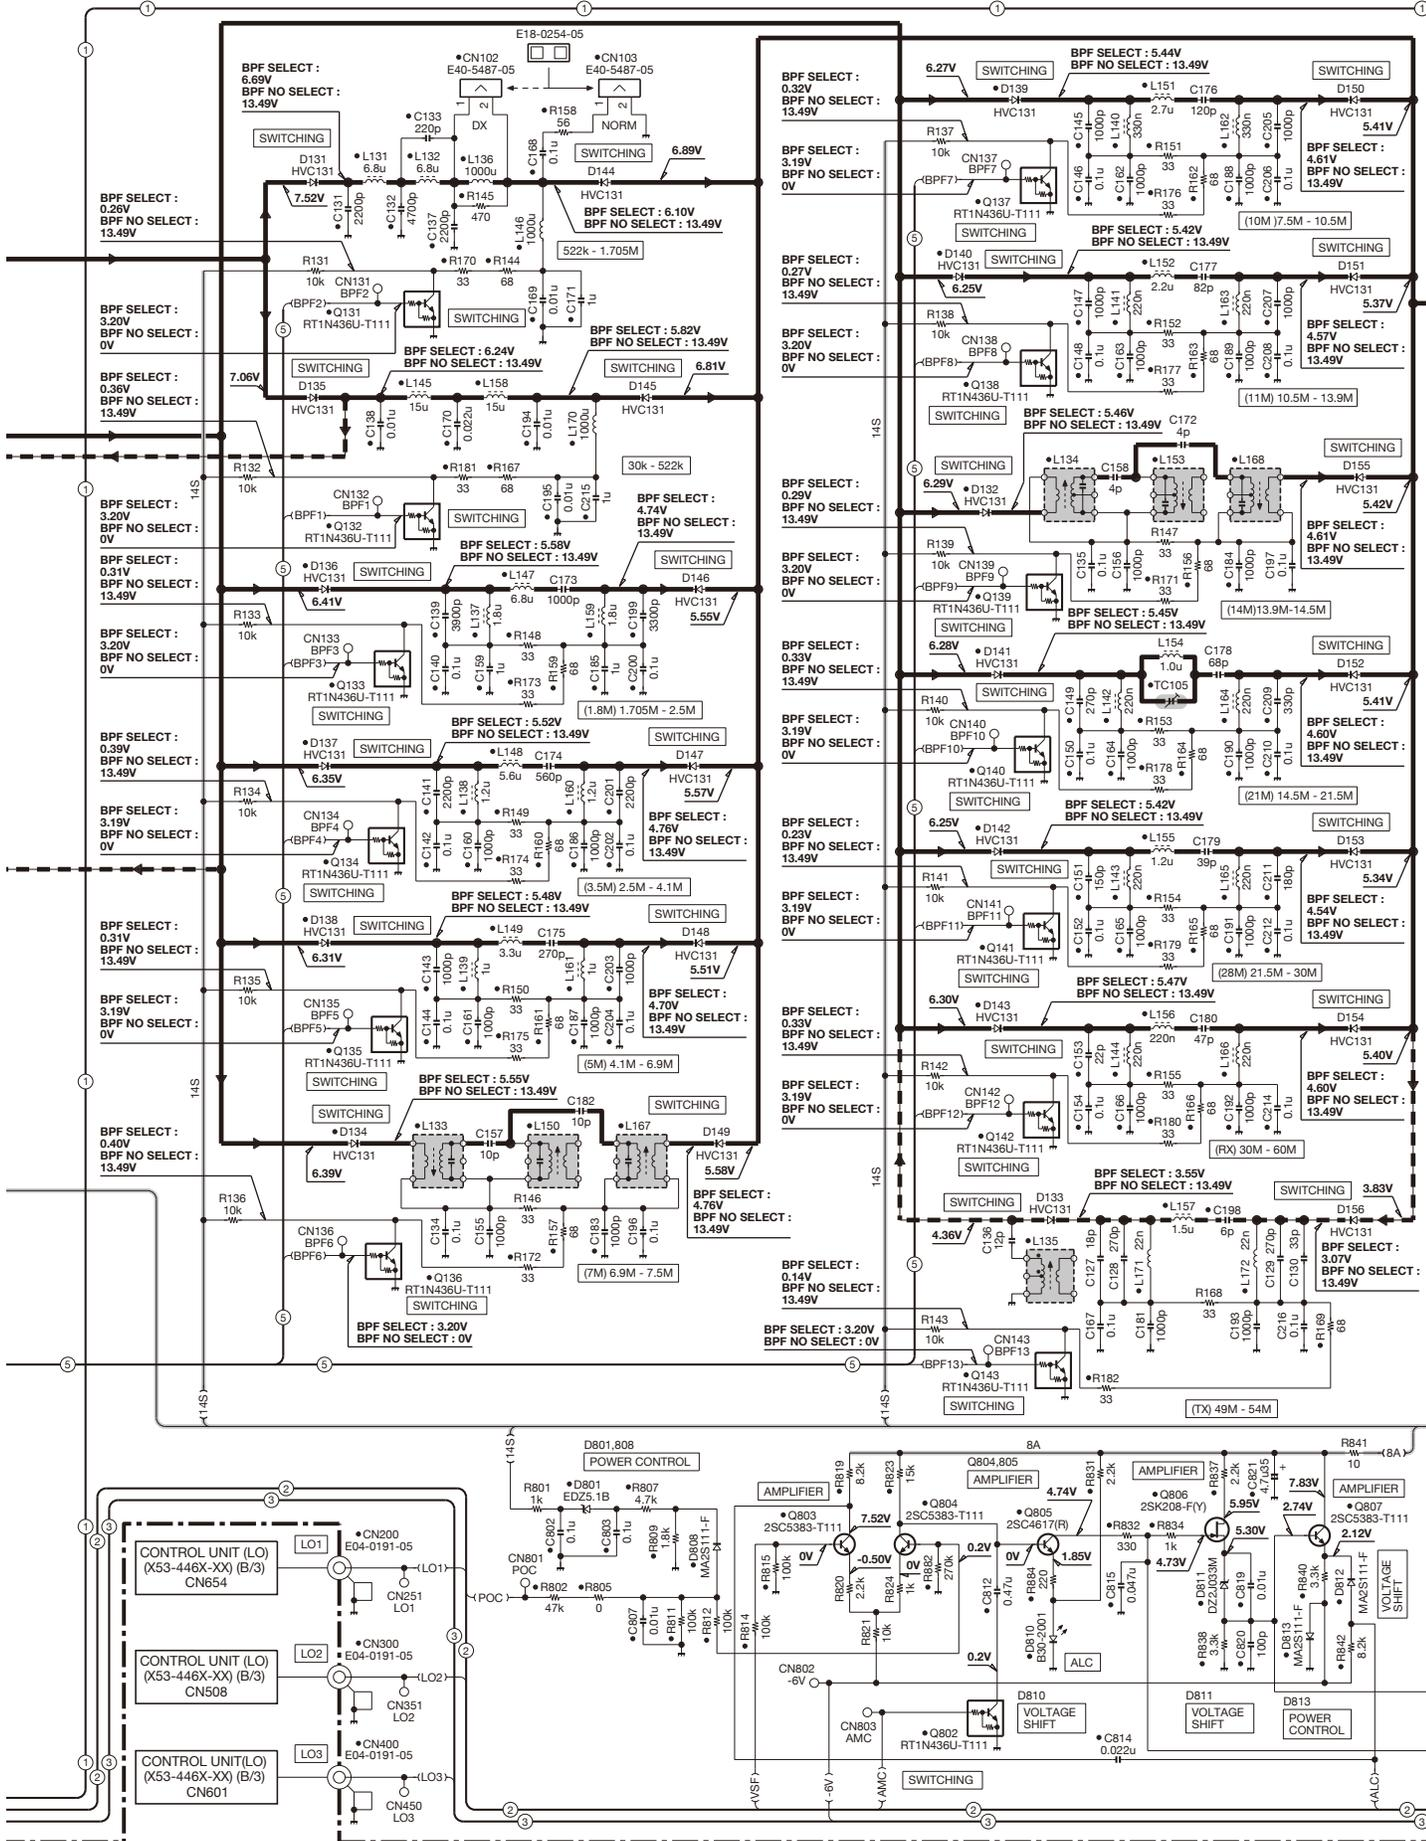 E18-0254-05
CN102
E40-5487-05
CN103
E40-5487-05
1 2
DX
1 2
NORM
R158
56
C168
0.1u
BPF SELECT :
6.69V
BPF NO SELECT :
13.49V
SWITCHING
D131
HVC131
7.52V
L131
6.8u
C133
220p
L132
6.8u
L136
1000u
R145
470
C131
2200p
C132
4700p
C137
2200p
L146
1000u
SWITCHING
D144
HVC131
6.89V
BPF SELECT : 6.10V
BPF NO SELECT : 13.49V
522k - 1.705M
BPF SELECT :
0.26V
BPF NO SELECT :
13.49V
R131
10k
CN131
BPF2
(BPF2)
Q131
RT1N436U-T111
R170
33
R144
68
SWITCHING
C169
0.01u
C171
1u
BPF SELECT :
3.20V
BPF NO SELECT :
0V
BPF SELECT : 5.82V
BPF NO SELECT : 13.49V
BPF SELECT : 6.24V
BPF NO SELECT : 13.49V
BPF SELECT :
0.36V
BPF NO SELECT :
13.49V
7.06V
SWITCHING
D135
HVC131
L145
15u
L158
15u
SWITCHING
D145
HVC131
6.81V
C138
0.01u
C170
0.022u
C194
0.01u
L170
1000u
30k - 522k
R132
10k
14S
CN132
BPF1
(BPF1)
Q132
RT1N436U-T111
R181
33
R167
68
SWITCHING
C195
0.01u
C215
1u
BPF SELECT :
3.20V
BPF NO SELECT :
0V
BPF SELECT :
4.74V
BPF NO SELECT :
13.49V
BPF SELECT : 5.58V
BPF NO SELECT : 13.49V
BPF SELECT :
0.31V
BPF NO SELECT :
13.49V
D136
HVC131
SWITCHING
6.41V
L147
6.8u
C173
1000p
SWITCHING
D146
HVC131
5.55V
C139
3900p
L137
1.8u
L159
1.8u
C199
3300p
R133
10k
CN133
BPF3
(BPF3)
Q133
RT1N436U-T111
SWITCHING
R148
33
R173
33
C140
0.1u
C159
1u
R159
68
C185
1u
C200
0.1u
(1.8M) 1.705M - 2.5M
BPF SELECT :
3.20V
BPF NO SELECT :
0V
BPF SELECT : 5.52V
BPF NO SELECT : 13.49V
BPF SELECT :
0.39V
BPF NO SELECT :
13.49V
D137
HVC131
SWITCHING
6.35V
L148
5.6u
C174
560p
SWITCHING
D147
HVC131
5.57V
C141
2200p
L138
1.2u
L160
1.2u
C201
2200p
BPF SELECT :
4.76V
BPF NO SELECT :
13.49V
R134
10k
CN134
BPF4
(BPF4)
Q134
RT1N436U-T111
SWITCHING
R149
33
R174
33
C142
0.1u
C160
1000p
R160
68
C186
1000p
C202
0.1u
(3.5M) 2.5M - 4.1M
BPF SELECT :
3.19V
BPF NO SELECT :
0V
BPF SELECT : 5.48V
BPF NO SELECT : 13.49V
BPF SELECT :
0.31V
BPF NO SELECT :
13.49V
D138
HVC131
SWITCHING
6.31V
L149
3.3u
C175
270p
SWITCHING
D148
HVC131
5.51V
C143
1000p
L139
1u
L161
1u
C203
1000p
BPF SELECT :
4.70V
BPF NO SELECT :
13.49V
R135
10k
CN135
BPF5
(BPF5)
Q135
RT1N436U-T111
SWITCHING
R150
33
R175
33
C144
0.1u
C161
1000p
R161
68
C187
1000p
C204
0.1u
(5M) 4.1M - 6.9M
BPF SELECT :
3.19V
BPF NO SELECT :
0V
14S
BPF SELECT : 5.55V
BPF NO SELECT : 13.49V
BPF SELECT :
0.40V
BPF NO SELECT :
13.49V
SWITCHING
D134
HVC131
6.39V
L133
C157
10p
C182
10p
L150
L167
SWITCHING
D149
HVC131
5.58V
BPF SELECT :
4.76V
BPF NO SELECT :
13.49V
R136
10k
CN136
BPF6
(BPF6)
Q136
RT1N436U-T111
SWITCHING
R146
33
R172
33
C134
0.1u
C155
1000p
R157
68
C183
1000p
C196
0.1u
(7M) 6.9M - 7.5M
BPF SELECT : 3.20V
BPF NO SELECT : 0V
(14S)
BPF SELECT :
0.32V
BPF NO SELECT :
13.49V
6.27V
SWITCHING
D139
HVC131
BPF SELECT : 5.44V
BPF NO SELECT : 13.49V
L151
2.7u
C176
120p
SWITCHING
D150
HVC131
5.41V
C145
1000p
L140
330n
L162
330n
C205
1000p
R137
10k
CN137
BPF7
(BPF7)
Q137
RT1N436U-T111
SWITCHING
R151
33
R176
33
C146
0.1u
C162
1000p
R162
68
C188
1000p
C206
0.1u
BPF SELECT :
4.61V
BPF NO SELECT :
13.49V
(10M )7.5M - 10.5M
BPF SELECT :
3.19V
BPF NO SELECT :
0V
BPF SELECT :
0.27V
BPF NO SELECT :
13.49V
D140
HVC131
SWITCHING
6.25V
BPF SELECT : 5.42V
BPF NO SELECT : 13.49V
L152
2.2u
C177
82p
SWITCHING
D151
HVC131
5.37V
C147
1000p
L141
220n
L163
220n
C207
1000p
R138
10k
CN138
BPF8
(BPF8)
Q138
RT1N436U-T111
SWITCHING
R152
33
R177
33
C148
0.1u
C163
1000p
R163
68
C189
1000p
C208
0.1u
BPF SELECT :
4.57V
BPF NO SELECT :
13.49V
(11M) 10.5M - 13.9M
BPF SELECT :
3.20V
BPF NO SELECT :
0V
14S
BPF SELECT : 5.46V
BPF NO SELECT : 13.49V
BPF SELECT :
0.29V
BPF NO SELECT :
13.49V
6.29V
D132
HVC131
L134
C158
4p
C172
4p
L153
L168
SWITCHING
D155
HVC131
5.42V
R139
10k
CN139
BPF9
(BPF9)
Q139
RT1N436U-T111
SWITCHING
R147
33
R171
33
C135
0.1u
C156
1000p
R156
68
C184
1000p
C197
0.1u
BPF SELECT :
4.61V
BPF NO SELECT :
13.49V
(14M)13.9M-14.5M
BPF SELECT :
3.20V
BPF NO SELECT :
0V
BPF SELECT : 5.45V
BPF NO SELECT : 13.49V
BPF SELECT :
0.33V
BPF NO SELECT :
13.49V
6.28V
D141
HVC131
SWITCHING
L154
1.0u
TC105
C178
68p
SWITCHING
D152
HVC131
5.41V
C149
270p
L142
220n
L164
220n
C209
330p
R140
10k
CN140
BPF10
(BPF10)
Q140
RT1N436U-T111
SWITCHING
R153
33
R178
33
C150
0.1u
C164
1000p
R164
68
C190
1000p
C210
0.1u
BPF SELECT :
4.60V
BPF NO SELECT :
13.49V
(21M) 14.5M - 21.5M
BPF SELECT :
3.19V
BPF NO SELECT :
0V
BPF SELECT : 5.42V
BPF NO SELECT : 13.49V
BPF SELECT :
0.23V
BPF NO SELECT :
13.49V
6.25V
D142
HVC131
SWITCHING
L155
1.2u
C179
39p
SWITCHING
D153
HVC131
5.34V
C151
150p
L143
220n
L165
220n
C211
180p
R141
10k
CN141
BPF11
(BPF11)
Q141
RT1N436U-T111
SWITCHING
R154
33
R179
33
C152
0.1u
C165
1000p
R165
68
C191
1000p
C212
0.1u
BPF SELECT :
4.54V
BPF NO SELECT :
13.49V
(28M) 21.5M - 30M
BPF SELECT :
3.19V
BPF NO SELECT :
0V
BPF SELECT : 5.47V
BPF NO SELECT : 13.49V
BPF SELECT :
0.33V
BPF NO SELECT :
13.49V
6.30V
D143
HVC131
SWITCHING
L156
220n
C180
47p
SWITCHING
D154
HVC131
5.40V
C153
22p
L144
220n
L166
220n
R142
10k
CN142
BPF12
(BPF12)
Q142
RT1N436U-T111
SWITCHING
R155
33
R180
33
C154
0.1u
C166
1000p
R166
68
C192
1000p
C214
0.1u
BPF SELECT :
4.60V
BPF NO SELECT :
13.49V
(RX) 30M - 60M
BPF SELECT :
3.19V
BPF NO SELECT :
0V
14S
BPF SELECT : 3.55V
BPF NO SELECT : 13.49V
SWITCHING
D133
HVC131
4.36V
C136
12p
L135
L157
1.5u
C198
6p
SWITCHING
3.83V
D156
HVC131
C127
18p
C128
270p
L171
22n
L172
22n
C129
270p
C130
33p
BPF SELECT :
3.07V
BPF NO SELECT :
13.49V
BPF SELECT :
0.14V
BPF NO SELECT :
13.49V
R168
33
C167
0.1u
C181
1000p
C193
1000p
C216
0.1u
R169
68
BPF SELECT : 3.20V
BPF NO SELECT : 0V
R143
10k
CN143
BPF13
(BPF13)
Q143
RT1N436U-T111
SWITCHING
R182
33
(TX) 49M - 54M
(14S)
1 1 1 1
1 1 1 1 1
5 5 5 5 5 5 5 5
5 5 5 5
14S)
D801,808
POWER CONTROL
R801
1k
D801
EDZ5.1B
R807
4.7k
C802
0.1u
C803
0.1u
R809
1.8k
D808
MA2S111-F
CN801
POC
(POC)
R802
47k
R805
0
C807
0.01u
R811
100k
R812
100k
R814
100k
AMPLIFIER
Q803
2SC5383-T111
R819
8.2k
7.52V
0V
R815
100k
-0.50V
R820
2.2k
R824
1k
R821
10k
R823
15k
Q804
2SC5383-T111
0V
R882
270k
0.2V
C812
0.47u
0.2V
Q804,805
AMPLIFIER
8A
Q805
2SC4617(R)
4.74V
0V
1.85V
R884
220
D810
B30-2001
ALC
R831
2.2k
R832
330
C815
0.047u
R834
1k
4.73V
AMPLIFIER
Q806
2SK208-F(Y)
R837
2.2k
C821
4.7u35
+
5.95V
5.30V
D811
DZ2J033M
C819
0.01u
R838
3.3k
C820
100p
7.83V
2.74V
AMPLIFIER
Q807
2SC5383-T111
2.12V
R841
10
(8A)
R840
3.3k
D812
MA2S111-F
D813
MA2S111-F
R842
8.2k
VOLTAGE
SHIFT
CN802
-6V
CN803
AMC
Q802
RT1N436U-T111
SWITCHING
D810
VOLTAGE
SHIFT
D811
VOLTAGE
SHIFT
D813
POWER
CONTROL
C814
0.022u
(VSF)
(-6V)
(AMC)
(ALC)
CONTROL UNIT (LO)
(X53-446X-XX) (B/3)
CN654
LO1
CN200
E04-0191-05
CN251
LO1
(LO1)
CONTROL UNIT (LO)
(X53-446X-XX) (B/3)
CN508
LO2
CN300
E04-0191-05
CN351
LO2
(LO2)
CONTROL UNIT(LO)
(X53-446X-XX) (B/3)
CN601
LO3
CN400
E04-0191-05
CN450
LO3
(LO3)
2 3
1 2 3
3 2
1 2 3
2 3 2 3 2 3